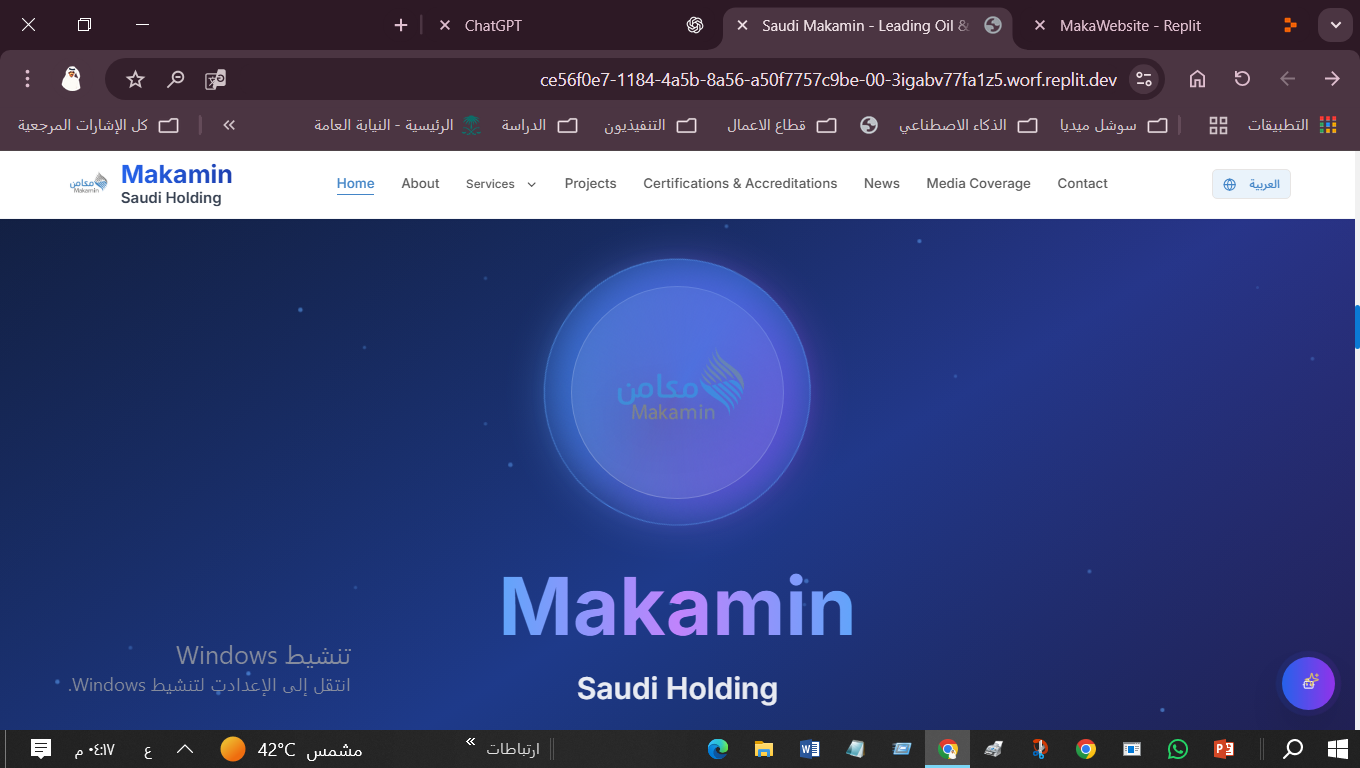 ChatGPT
Saudi Makamin - Leading Oil &
MakaWebsite - Replit
ce56f0e7-1184-4a5b-8a56-a50f7757c9be-00-3igabv77fa1z5.worf.replit.dev
التطبيقات
سوشل ميديا
الذكاء الاصطناعي
قطاع الاعمال
التنفيذيون
الدراسة
الرئيسية - النيابة العامة
»
كل الإشارات المرجعية
مكامن
Makamin
Makamin
Saudi Holding
Home
About
Services
Projects
Certifications & Accreditations
News
Media Coverage
Contact
العربية
مكامن
Makamin
Makamin
Saudi Holding
تنشيط Windows
انتقل إلى الإعدادت لتنشيط Windows.
ارتباطات
»
مشمس 42°C
ع
٠٤:١٧ م